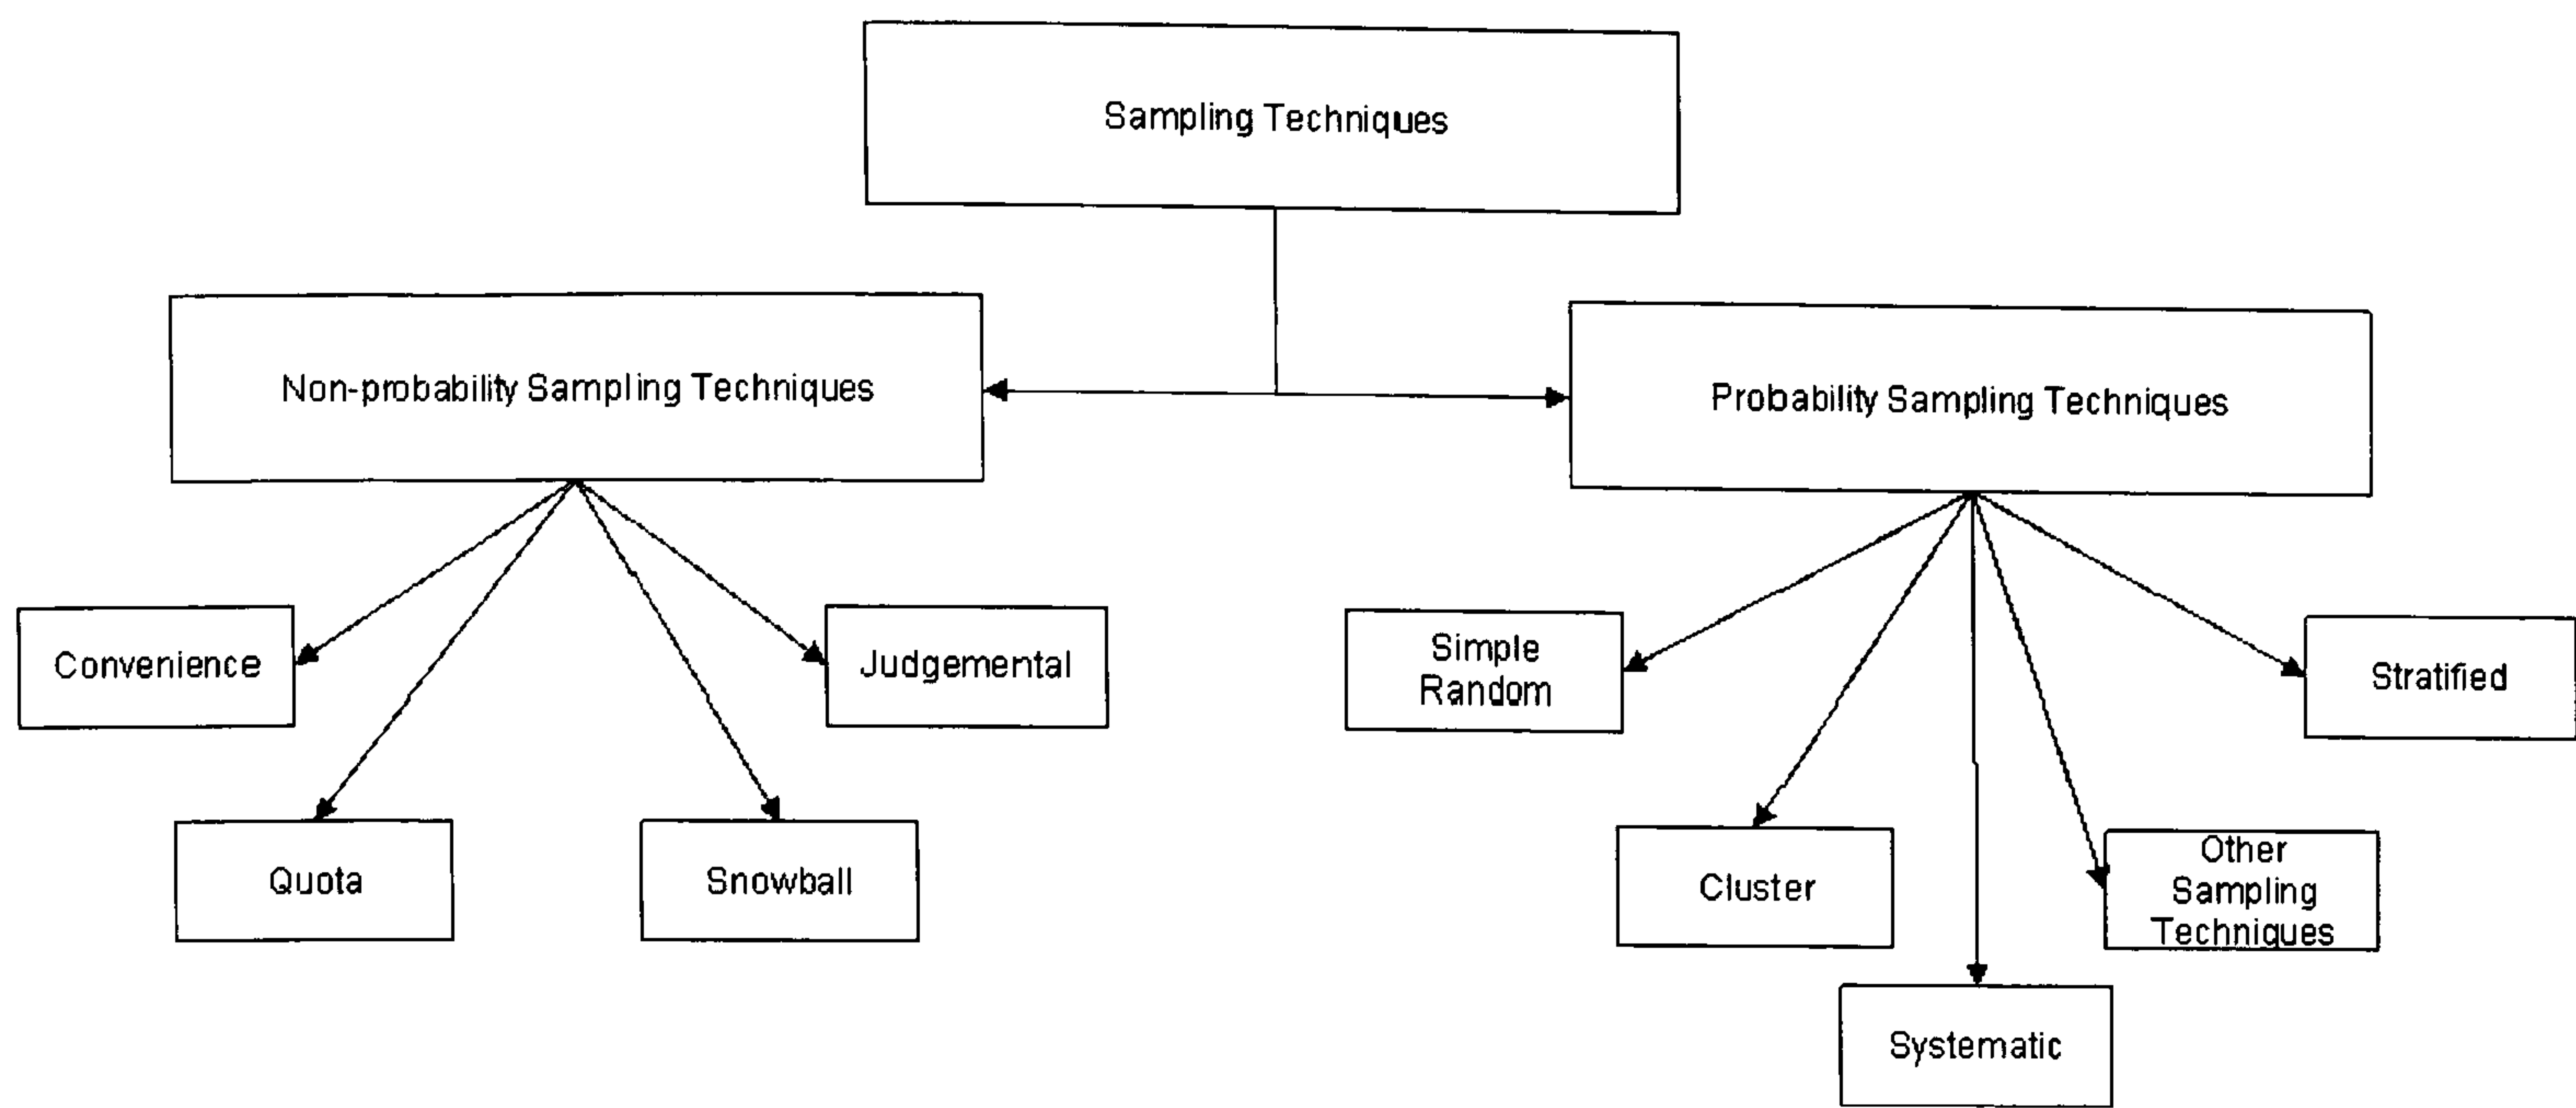 Sampling Techniques
Non-probability Sampling Techniques
Probability Sampling Techniques
Convenience
Judgemental
Simple
Random
Stratified
Quota
Snowball
Cluster
Other
Sampling
Techniques
Systematic